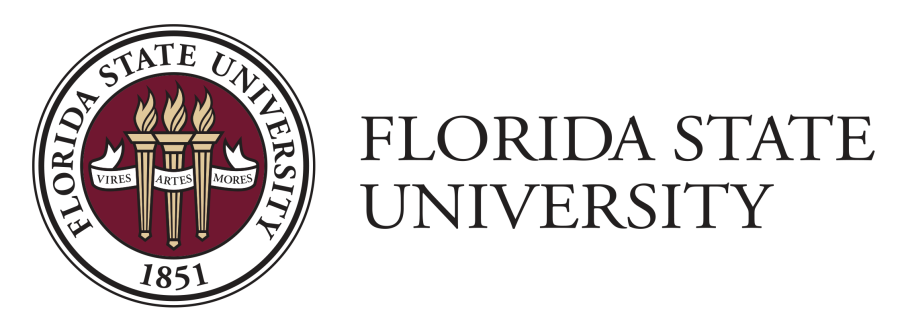 FLORIDA STATE UNIVERSITY
VIRES ARTES MORES
1851
FLORIDA STATE
UNIVERSITY